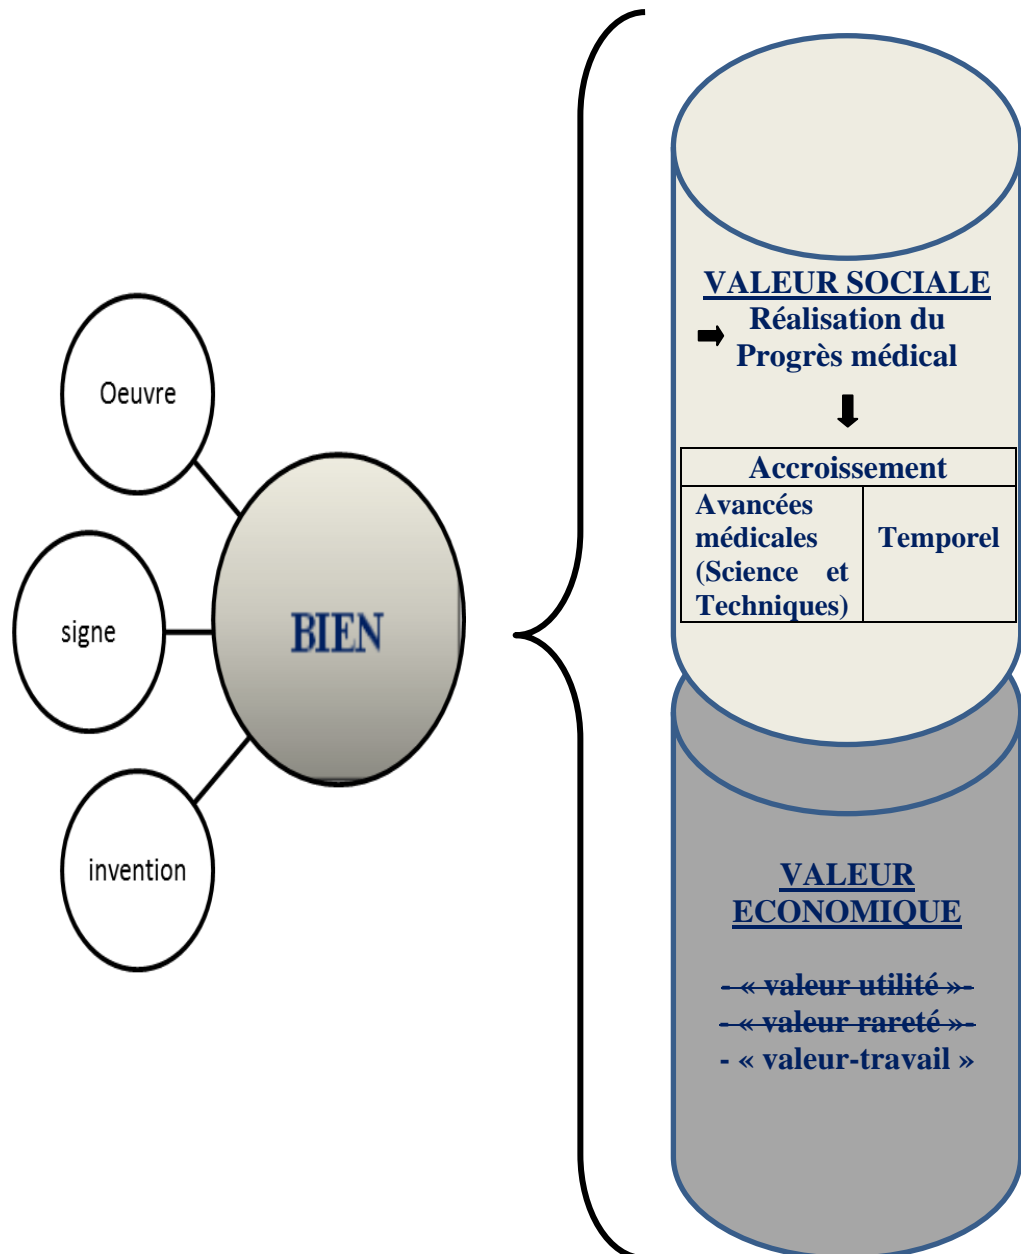 Oeuvre
signe
invention
BIEN
VALEUR SOCIALE
Réalisation du
Progrès médical
Accroissement
Avancées
médicales
(Science et
Techniques)
Temporel
VALEUR
ECONOMIQUE
- « valeur utilité »-
- « valeur rareté »-
- « valeur-travail »